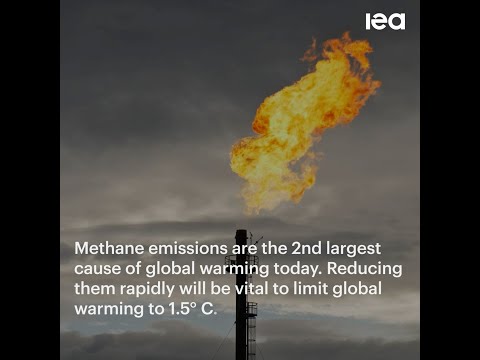 iea
Methane emissions are the 2nd largest
cause of global warming today. Reducing
them rapidly will be vital to limit global
warming to 1.5° C.